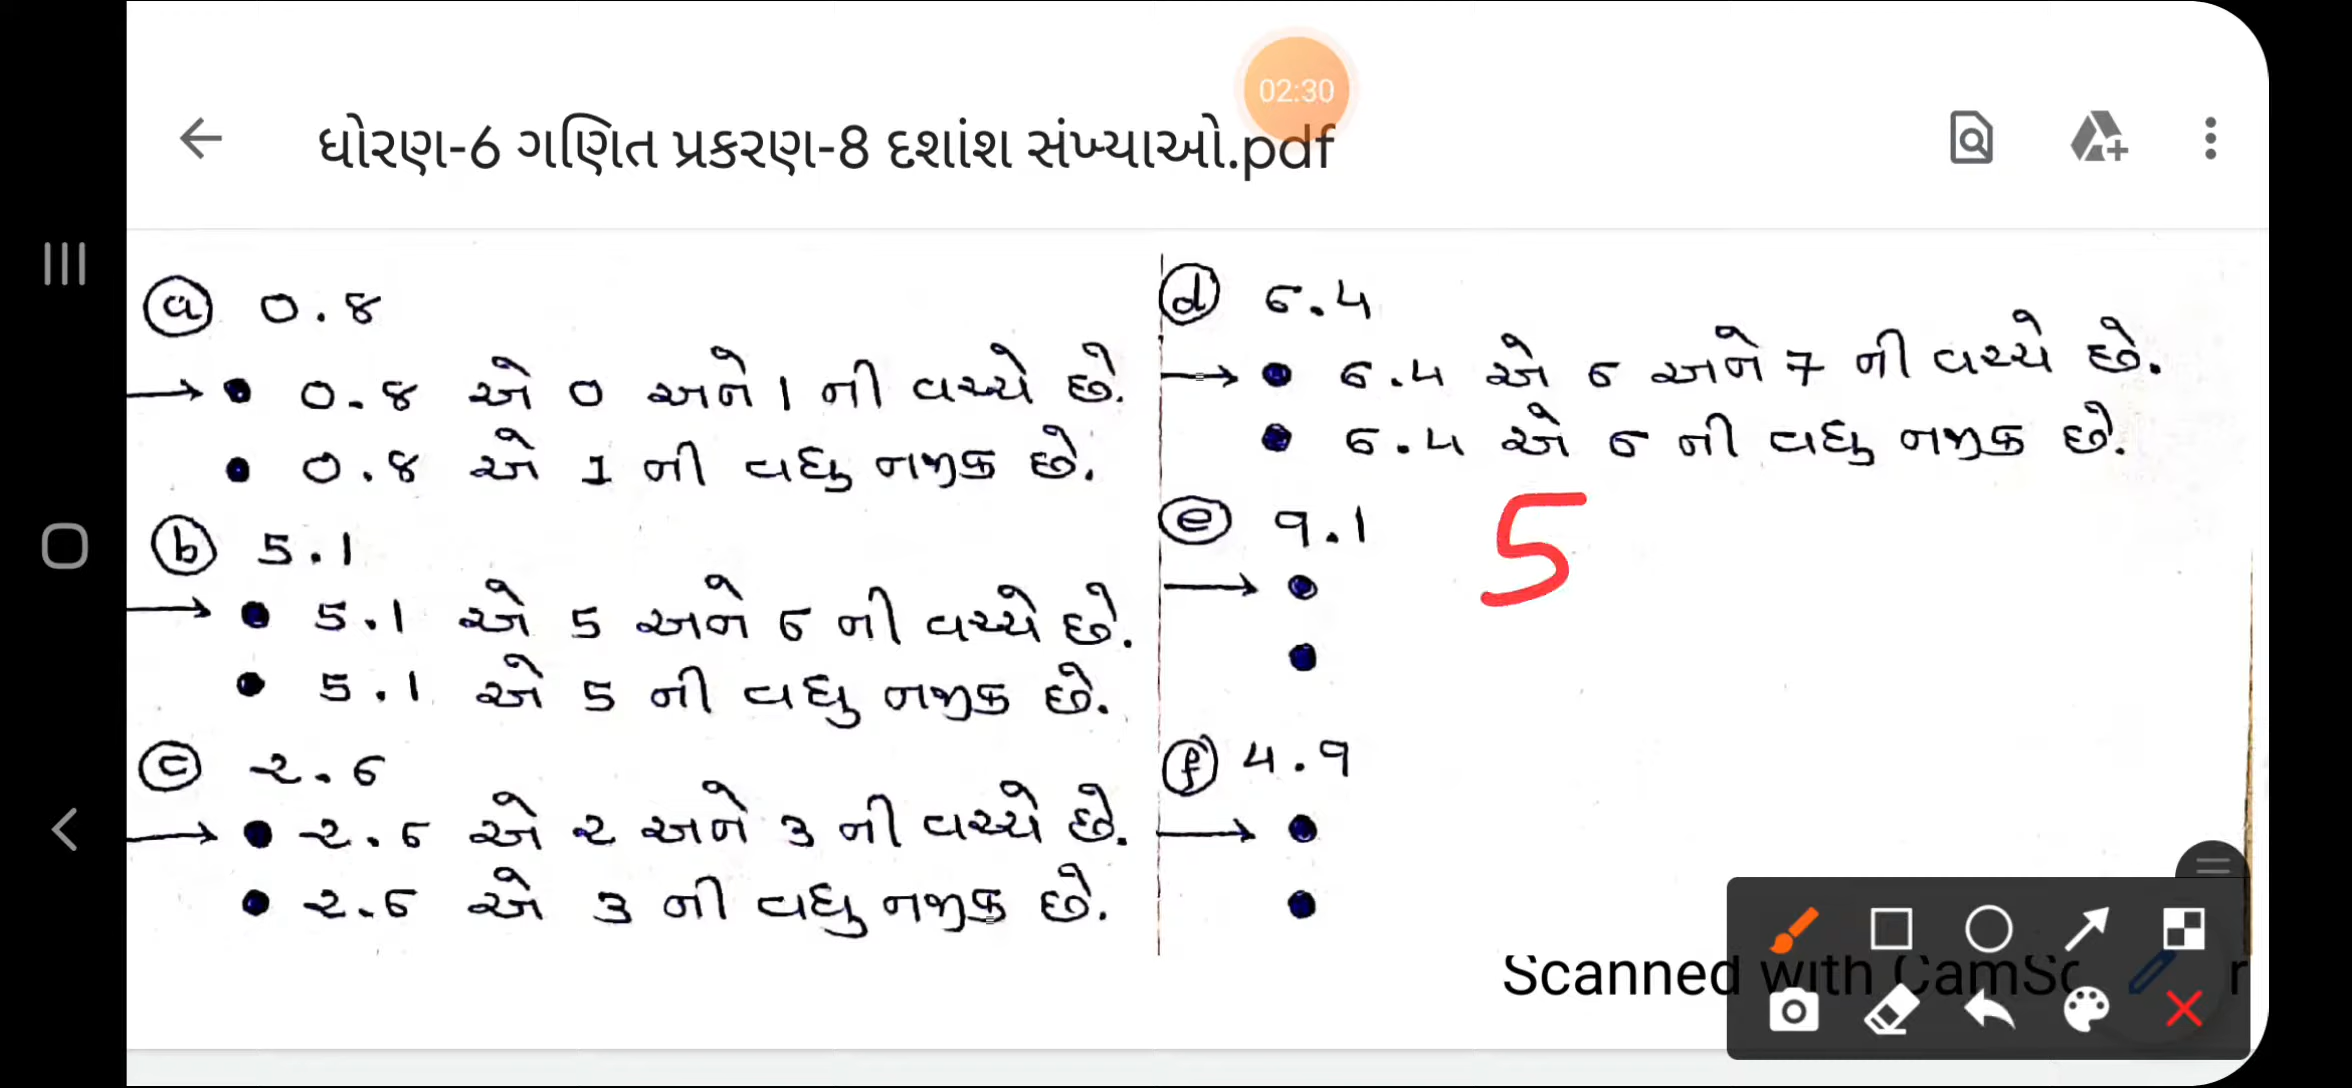 02:30
ધોરણ-6 ગણિત પ્રકરણ-8 દશાંશ સંખ્યાઓ.pdf
a 0.8
→ • 0.8 એ 0 અને 1 ની વચ્ચે છે.
• 0.8 એ 1 ની વધુ નજીક છે.
b 5.1
→ • 5.1 એ 5 અને 6 ની વચ્ચે છે.
• 5.1 એ 5 ની વધુ નજીક છે.
c 2.6
→ • 2.6 એ 2 અને 3 ની વચ્ચે છે.
• 2.6 એ 3 ની વધુ નજીક છે.
d 6.4
→ • 6.4 એ 6 અને 7 ની વચ્ચે છે.
• 6.4 એ 6 ની વધુ નજીક છે.
e 9.1 5
→ •
•
f 4.9
→ •
•
Scanned with